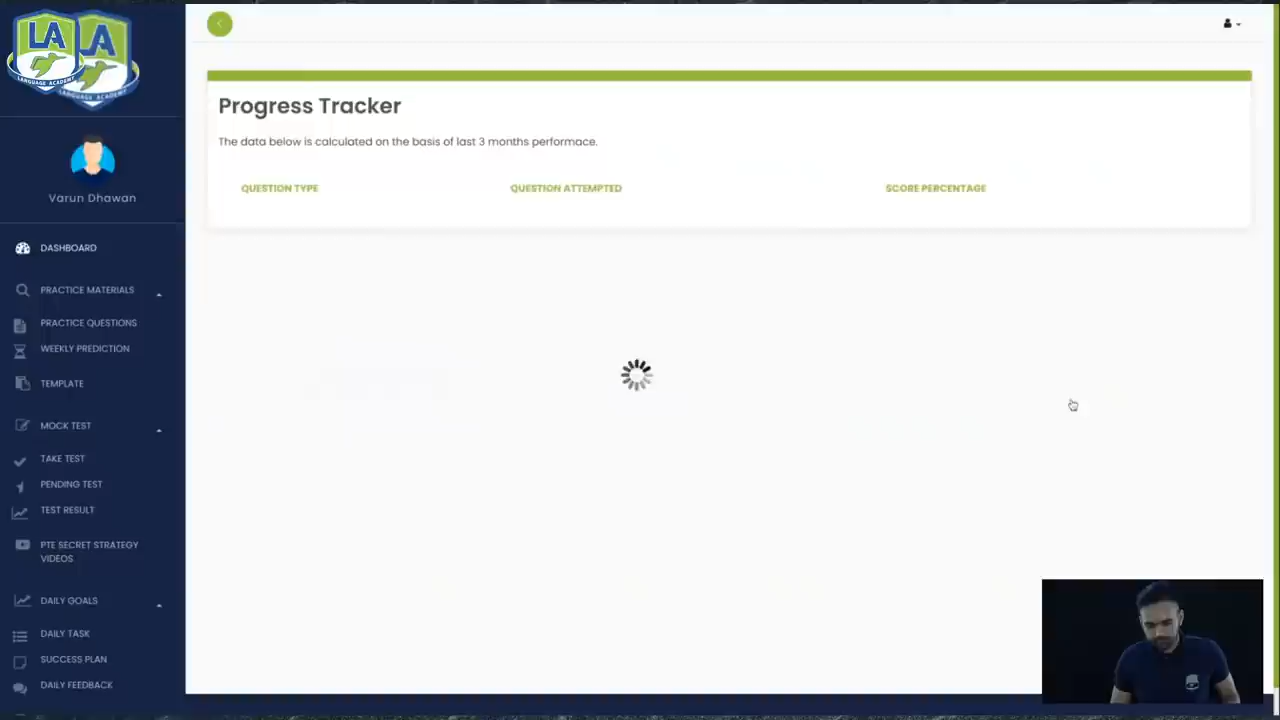 LA
LA
LANGUAGE ACADEMY
LANGUAGE ACADEMY
Varun Dhawan
DASHBOARD
PRACTICE MATERIALS
PRACTICE QUESTIONS
WEEKLY PREDICTION
TEMPLATE
MOCK TEST
TAKE TEST
PENDING TEST
TEST RESULT
PTE SECRET STRATEGY
VIDEOS
DAILY GOALS
DAILY TASK
SUCCESS PLAN
DAILY FEEDBACK
Progress Tracker
The data below is calculated on the basis of last 3 months performace.
QUESTION TYPE QUESTION ATTEMPTED SCORE PERCENTAGE